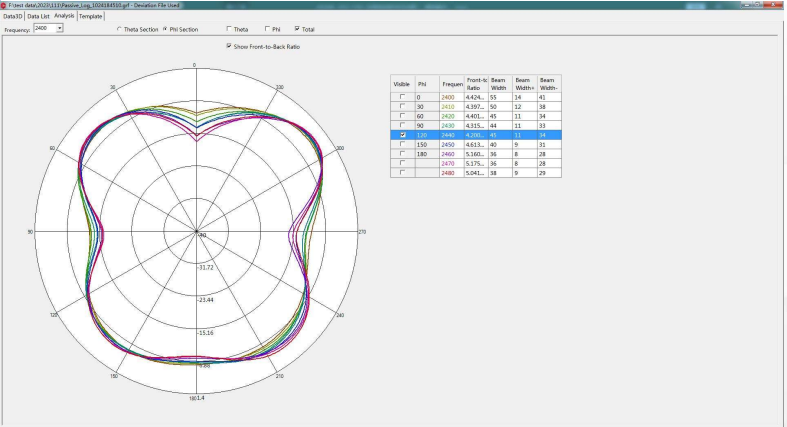 F:\test data\2023\111\Passive_Log_1028184510.grf - Deviation File Used
Data3D Data List Analysis Template
Frequency: 2400 Theta Section Phi Section Theta Phi Total
Show Front-to-Back Ratio
0
30
330
60
300
90
270
120
240
150
210
180
-40
-31.72
-23.44
-15.16
-6.88
1.4
Visible Phi Frequen Front-to Ratio Beam Width Beam Width+ Beam Width-
0 2400 4.424... 55 14 41
30 2410 4.397... 50 12 38
60 2420 4.401... 45 11 34
90 2430 4.315... 44 11 33
120 2440 4.200... 45 11 34
150 2450 4.613... 40 9 31
180 2460 5.160... 36 8 28
2470 5.175... 36 8 28
2480 5.041... 38 9 29